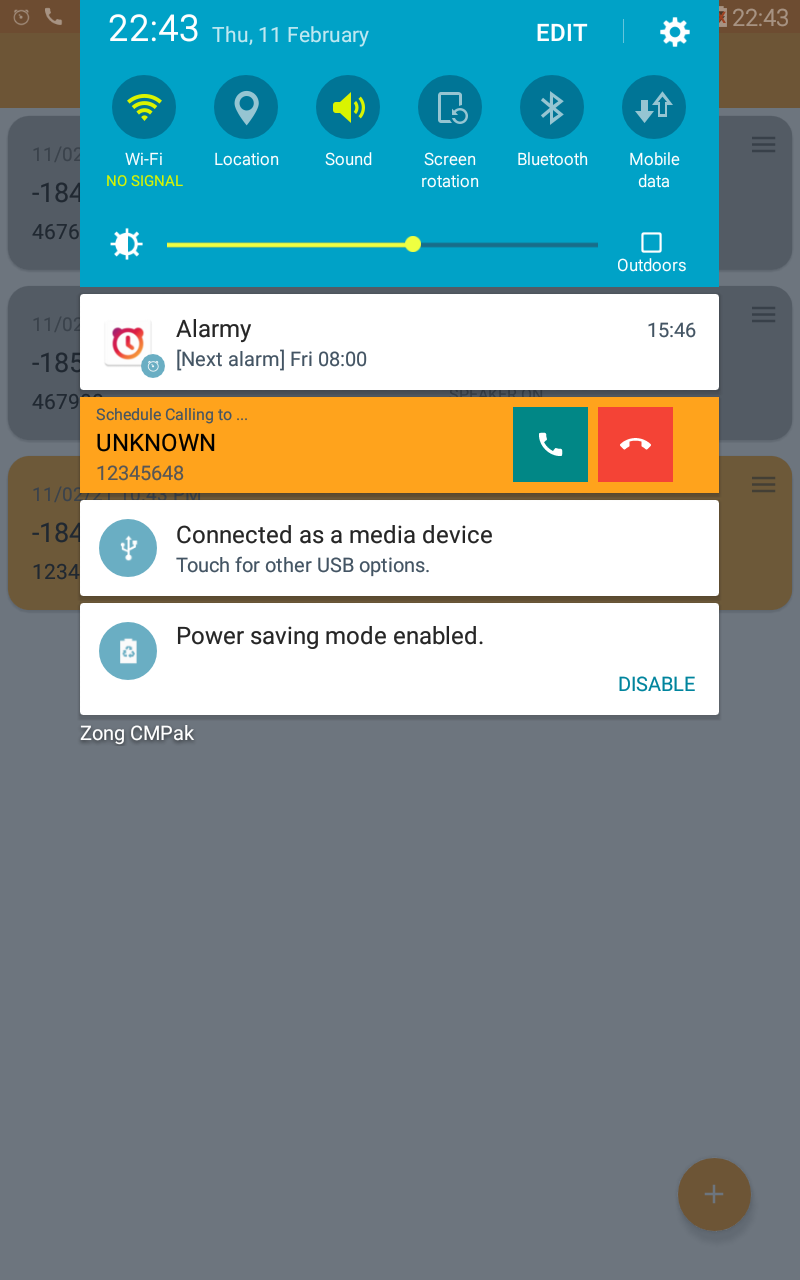 22:43 Thu, 11 February EDIT 22:43
Wi-Fi Location Sound Screen rotation Bluetooth Mobile data
NO SIGNAL
Outdoors
11/02
-184
4676
Alarmy 15:46
[Next alarm] Fri 08:00
11/02
-185
SPEAKER ON
Schedule Calling to ...
UNKNOWN
12345648
11/02/21 10:43 PM
-184
1234
Connected as a media device
Touch for other USB options.
Power saving mode enabled.
DISABLE
Zong CMPak